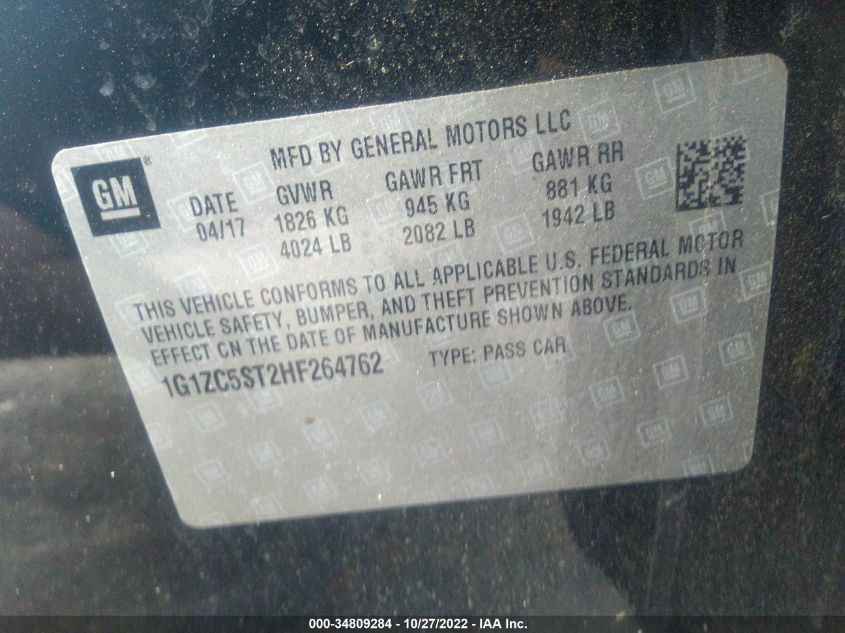 MFD BY GENERAL MOTORS LLC
GM ®
DATE GVWR GAWR FRT GAWR RR
04/17 1826 KG 945 KG 881 KG
4024 LB 2082 LB 1942 LB
THIS VEHICLE CONFORMS TO ALL APPLICABLE U.S. FEDERAL MOTOR
VEHICLE SAFETY, BUMPER, AND THEFT PREVENTION STANDARDS IN
EFFECT ON THE DATE OF MANUFACTURE SHOWN ABOVE.
1G1ZC5ST2HF264762 TYPE: PASS CAR
000-34809284 - 10/27/2022 - IAA Inc.